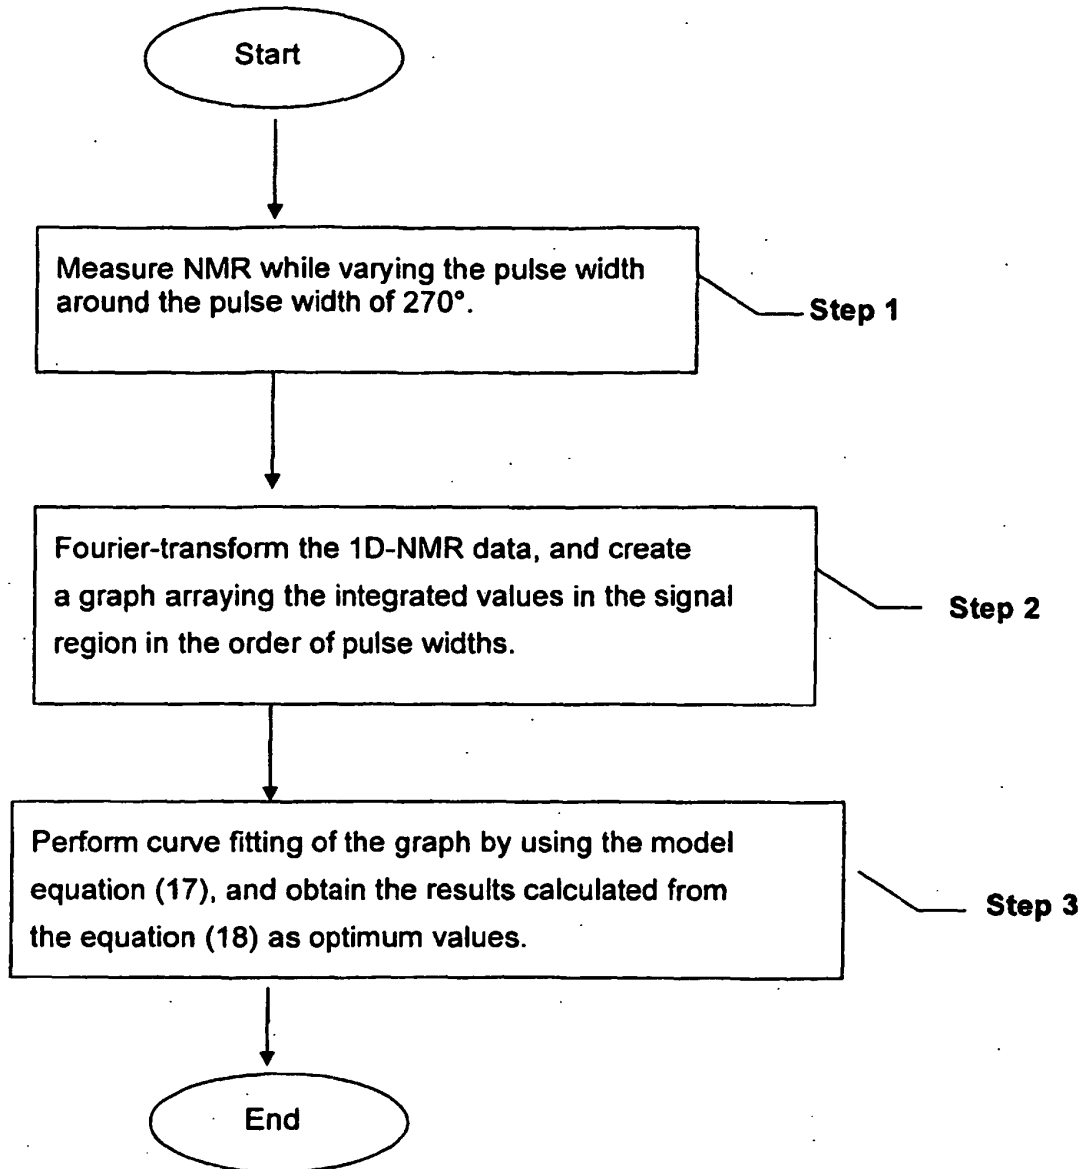 Start
Measure NMR while varying the pulse width
around the pulse width of 270°.
Step 1
Fourier-transform the 1D-NMR data, and create
a graph arraying the integrated values in the signal
region in the order of pulse widths.
Step 2
Perform curve fitting of the graph by using the model
equation (17), and obtain the results calculated from
the equation (18) as optimum values.
Step 3
End